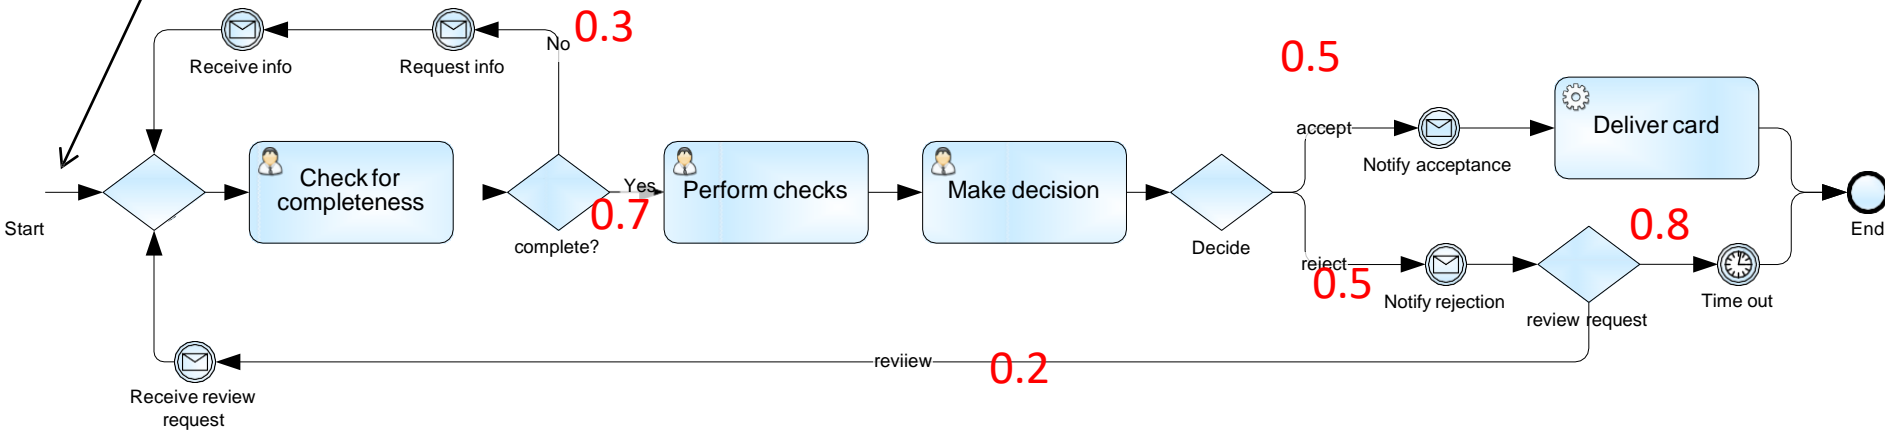 No
0.3
Receive info
Request info
0.5
accept
Notify acceptance
Deliver card
Start
Check for
completeness
complete?
Yes
0.7
Perform checks
Make decision
Decide
reject
0.5
Notify rejection
review request
0.8
Time out
End
reviiew
0.2
Receive review
request